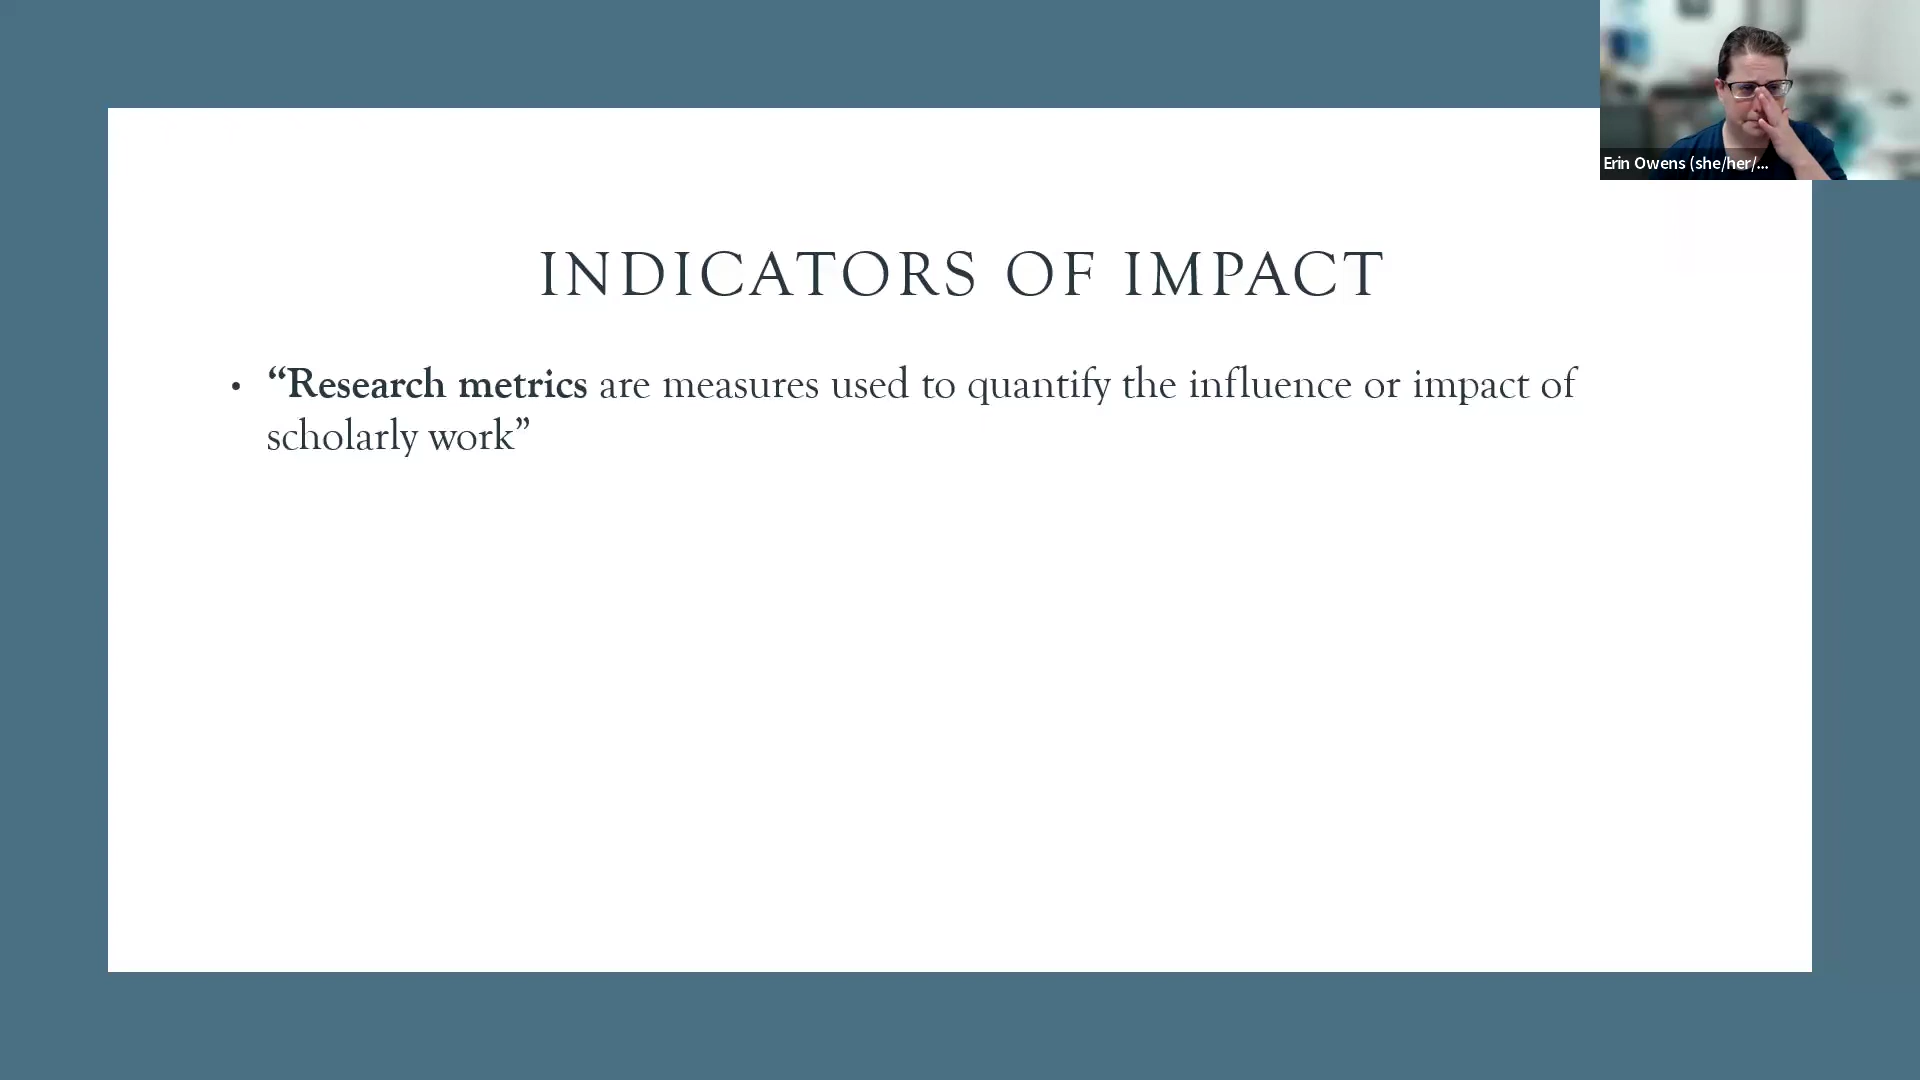 Erin Owens (she/her/...
INDICATORS OF IMPACT
• “Research metrics are measures used to quantify the influence or impact of
scholarly work”